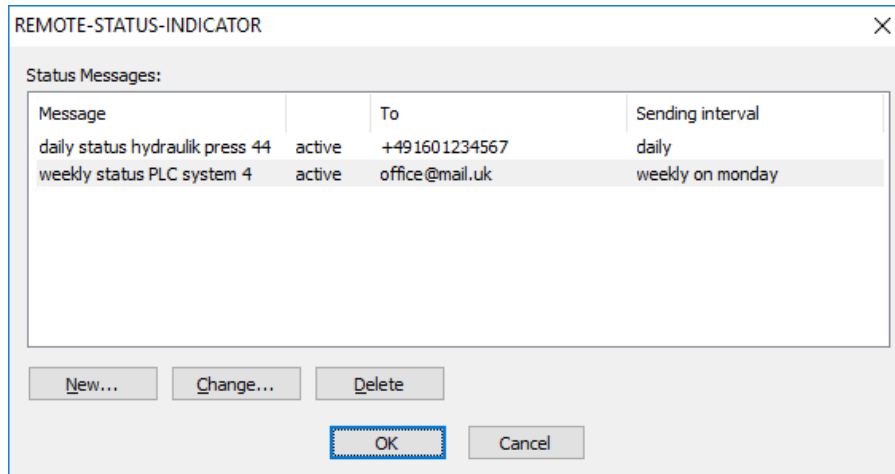 REMOTE-STATUS-INDICATOR
Status Messages:
Message To Sending interval
daily status hydraulik press 44 active +491601234567 daily
weekly status PLC system 4 active office@mail.uk weekly on monday
New... Change... Delete
OK Cancel